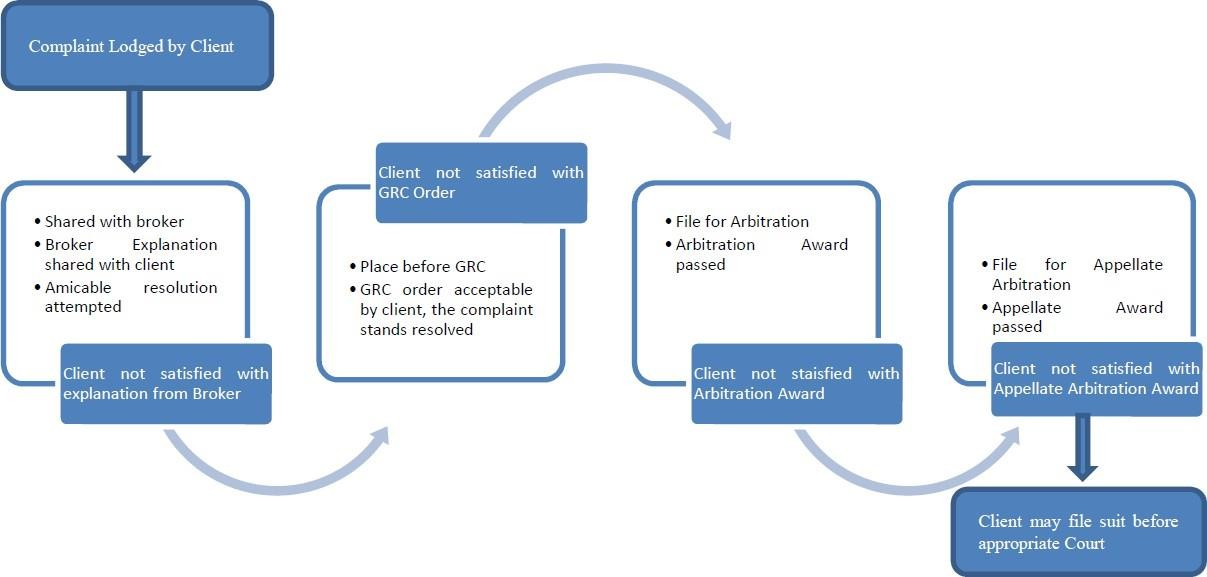 Complaint Lodged by Client
• Shared with broker
• Broker Explanation
shared with client
• Amicable resolution
attempted
Client not satisfied with
explanation from Broker
Client not satisfied with
GRC Order
• Place before GRC
• GRC order acceptable
by client, the complaint
stands resolved
• File for Arbitration
• Arbitration Award
passed
Client not staisfied with
Arbitration Award
• File for Appellate
Arbitration
• Appellate Award
passed
Client not satisfied with
Appellate Arbitration Award
Client may file suit before
appropriate Court